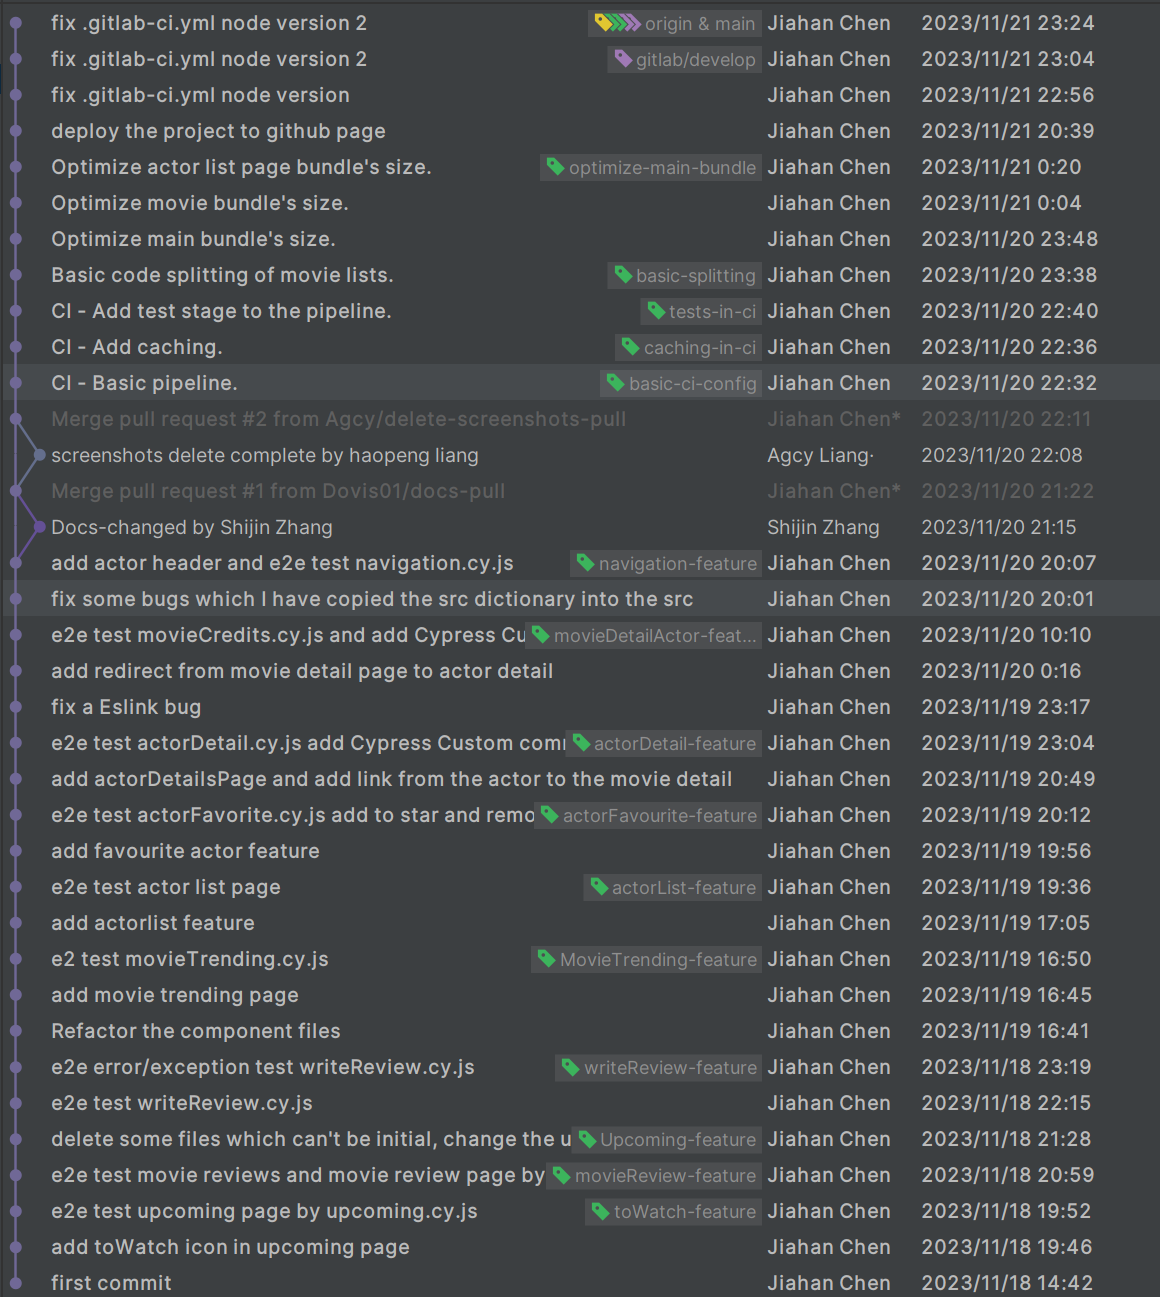 fix .gitlab-ci.yml node version 2 origin & main Jiahan Chen 2023/11/21 23:24
fix .gitlab-ci.yml node version 2 gitlab/develop Jiahan Chen 2023/11/21 23:04
fix .gitlab-ci.yml node version Jiahan Chen 2023/11/21 22:56
deploy the project to github page Jiahan Chen 2023/11/21 20:39
Optimize actor list page bundle's size. optimize-main-bundle Jiahan Chen 2023/11/21 0:20
Optimize movie bundle's size. Jiahan Chen 2023/11/21 0:04
Optimize main bundle's size. Jiahan Chen 2023/11/20 23:48
Basic code splitting of movie lists. basic-splitting Jiahan Chen 2023/11/20 23:38
CI - Add test stage to the pipeline. tests-in-ci Jiahan Chen 2023/11/20 22:40
CI - Add caching. caching-in-ci Jiahan Chen 2023/11/20 22:36
CI - Basic pipeline. basic-ci-config Jiahan Chen 2023/11/20 22:32
Merge pull request #2 from Agcy/delete-screenshots-pull Jiahan Chen* 2023/11/20 22:11
screenshots delete complete by haopeng liang Agcy Liang· 2023/11/20 22:08
Merge pull request #1 from Dovis01/docs-pull Jiahan Chen* 2023/11/20 21:22
Docs-changed by Shijin Zhang Shijin Zhang 2023/11/20 21:15
add actor header and e2e test navigation.cy.js navigation-feature Jiahan Chen 2023/11/20 20:07
fix some bugs which I have copied the src dictionary into the src Jiahan Chen 2023/11/20 20:01
e2e test movieCredits.cy.js and add Cypress Cu movieDetailActor-feat... Jiahan Chen 2023/11/20 10:10
add redirect from movie detail page to actor detail Jiahan Chen 2023/11/20 0:16
fix a Eslink bug Jiahan Chen 2023/11/19 23:17
e2e test actorDetail.cy.js add Cypress Custom com actorDetail-feature Jiahan Chen 2023/11/19 23:04
add actorDetailsPage and add link from the actor to the movie detail Jiahan Chen 2023/11/19 20:49
e2e test actorFavorite.cy.js add to star and remo actorFavourite-feature Jiahan Chen 2023/11/19 20:12
add favourite actor feature Jiahan Chen 2023/11/19 19:56
e2e test actor list page actorList-feature Jiahan Chen 2023/11/19 19:36
add actorlist feature Jiahan Chen 2023/11/19 17:05
e2 test movieTrending.cy.js MovieTrending-feature Jiahan Chen 2023/11/19 16:50
add movie trending page Jiahan Chen 2023/11/19 16:45
Refactor the component files Jiahan Chen 2023/11/19 16:41
e2e error/exception test writeReview.cy.js writeReview-feature Jiahan Chen 2023/11/18 23:19
e2e test writeReview.cy.js Jiahan Chen 2023/11/18 22:15
delete some files which can't be initial, change the u Upcoming-feature Jiahan Chen 2023/11/18 21:28
e2e test movie reviews and movie review page by movieReview-feature Jiahan Chen 2023/11/18 20:59
e2e test upcoming page by upcoming.cy.js toWatch-feature Jiahan Chen 2023/11/18 19:52
add toWatch icon in upcoming page Jiahan Chen 2023/11/18 19:46
first commit Jiahan Chen 2023/11/18 14:42